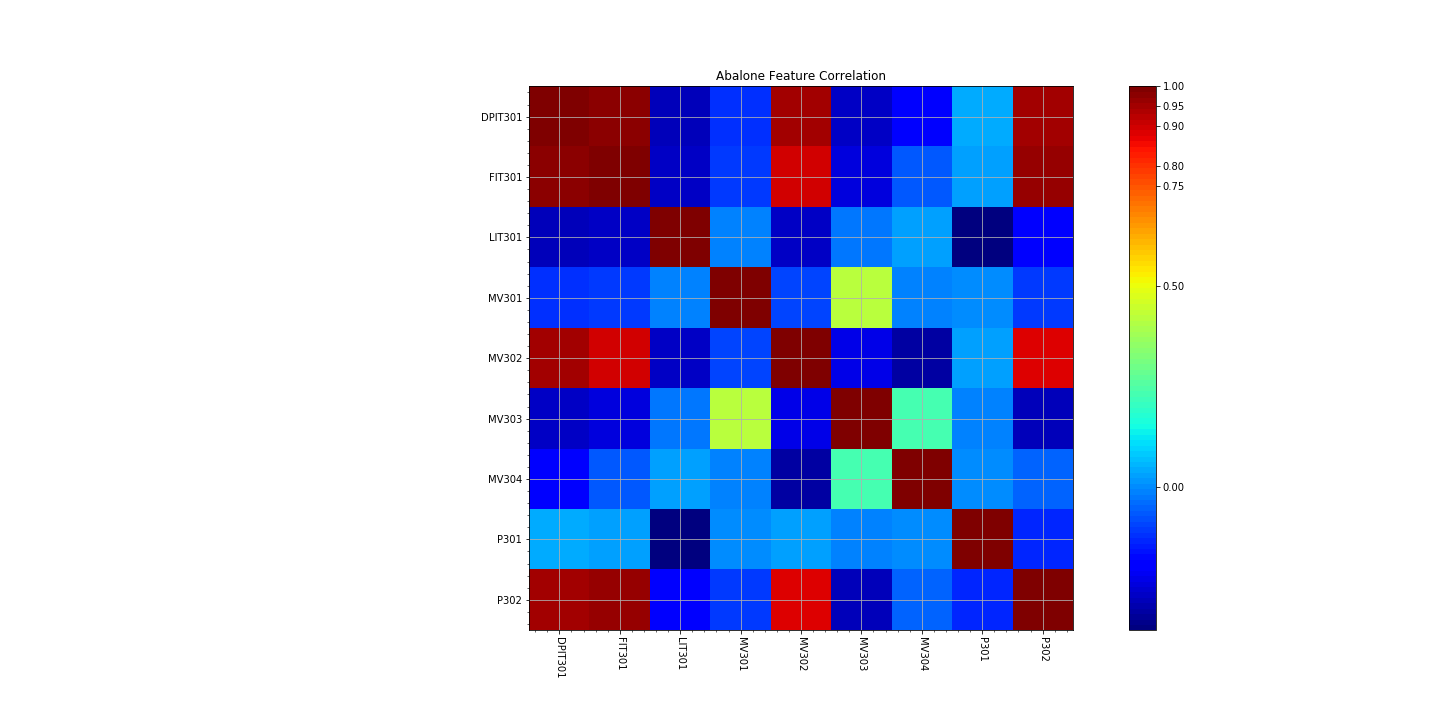 Abalone Feature Correlation
DPIT301
FIT301
LIT301
MV301
MV302
MV303
MV304
P301
P302
DPIT301
FIT301
LIT301
MV301
MV302
MV303
MV304
P301
P302
1.00
0.95
0.90
0.80
0.75
0.50
0.00